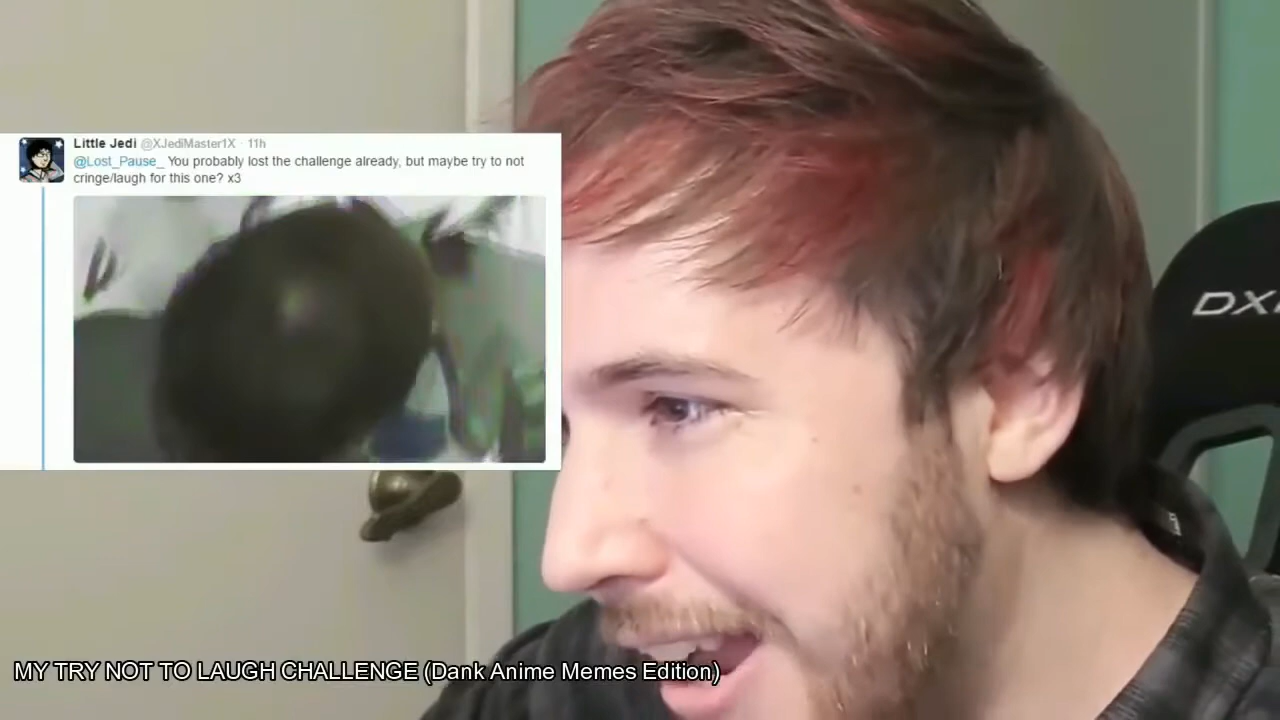 Little Jedi @XJediMaster1X · 11h
@Lost_Pause_ You probably lost the challenge already, but maybe try to not
cringe/laugh for this one? x3
DX
MY TRY NOT TO LAUGH CHALLENGE (Dank Anime Memes Edition)